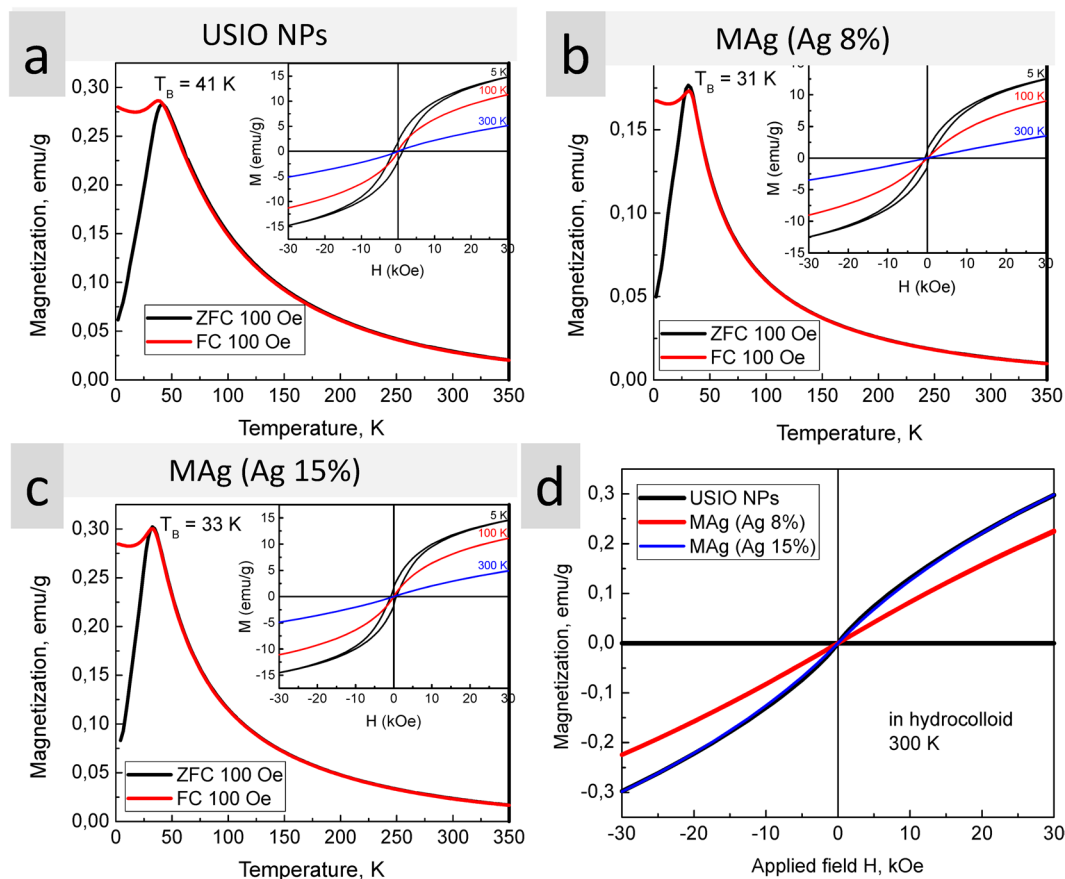 a
USIO NPs
T_B = 41 K
Magnetization, emu/g
0,30
0,25
0,20
0,15
0,10
0,05
0,00
0 50 100 150 200 250 300 350
Temperature, K
ZFC 100 Oe
FC 100 Oe
M (emu/g)
15
10
5
0
-5
-10
-15
-30 -20 -10 0 10 20 30
H (kOe)
5 K
100 K
300 K
b
MAg (Ag 8%)
T_B = 31 K
Magnetization, emu/g
0,15
0,10
0,05
0,00
0 50 100 150 200 250 300 350
Temperature, K
ZFC 100 Oe
FC 100 Oe
M (emu/g)
15
10
5
0
-5
-10
-15
-30 -20 -10 0 10 20 30
H (kOe)
5 K
100 K
300 K
c
MAg (Ag 15%)
T_B = 33 K
Magnetization, emu/g
0,30
0,25
0,20
0,15
0,10
0,05
0,00
0 50 100 150 200 250 300 350
Temperature, K
ZFC 100 Oe
FC 100 Oe
M (emu/g)
15
10
5
0
-5
-10
-15
-30 -20 -10 0 10 20 30
H (kOe)
5 K
100 K
300 K
d
USIO NPs
MAg (Ag 8%)
MAg (Ag 15%)
Magnetization, emu/g
0,3
0,2
0,1
0,0
-0,1
-0,2
-0,3
-30 -20 -10 0 10 20 30
Applied field H, kOe
in hydrocolloid
300 K